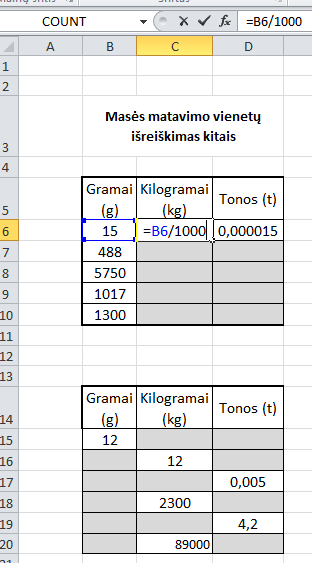 COUNT =B6/1000
A B C D
1
2
3 Masės matavimo vienetų
išreiškimas kitais
4
5 Gramai (g) Kilogramai (kg) Tonos (t)
6 15 =B6/1000 0,000015
7 488
8 5750
9 1017
10 1300
11
12
13
14 Gramai (g) Kilogramai (kg) Tonos (t)
15 12
16 12
17 0,005
18 2300
19 4,2
20 89000